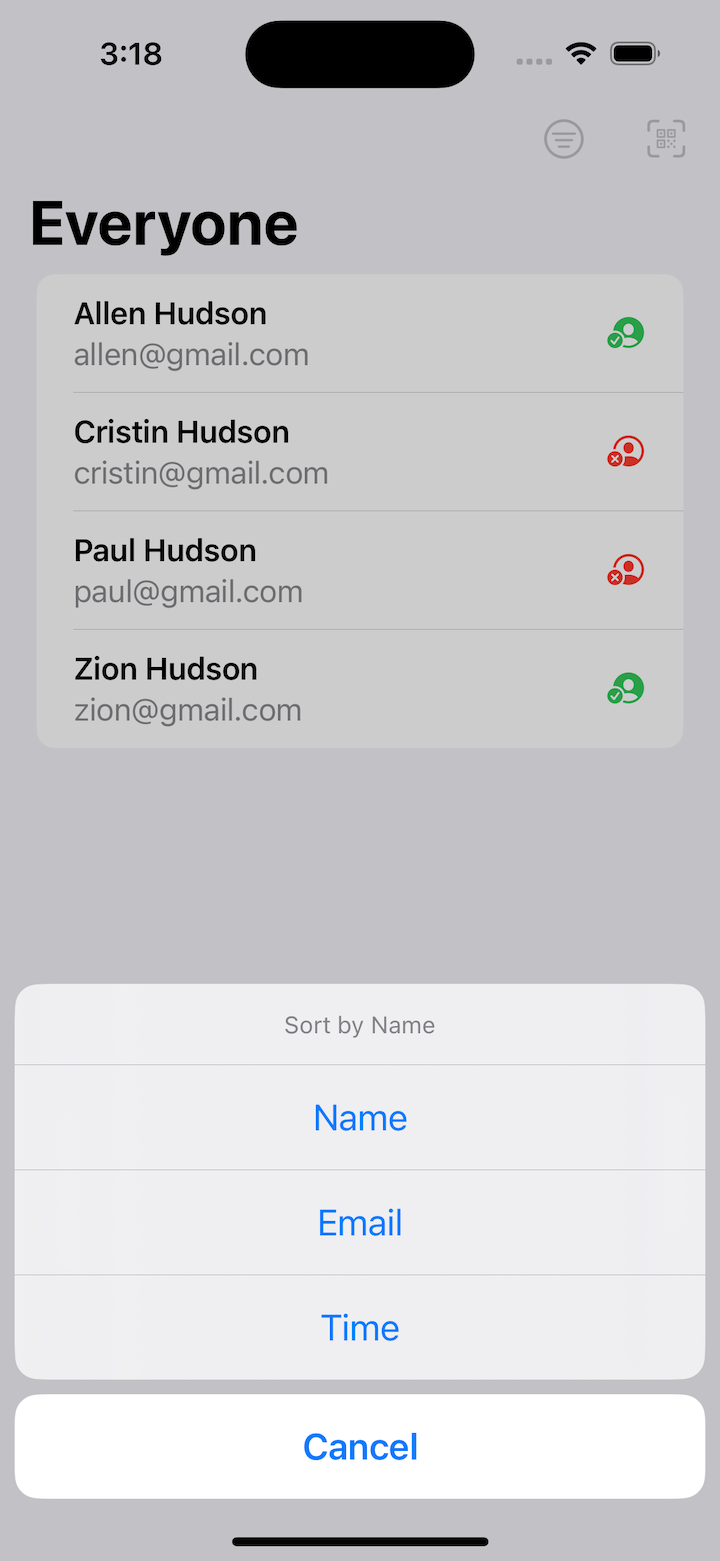 3:18
Everyone
Allen Hudson
allen@gmail.com
Cristin Hudson
cristin@gmail.com
Paul Hudson
paul@gmail.com
Zion Hudson
zion@gmail.com
Sort by Name
Name
Email
Time
Cancel